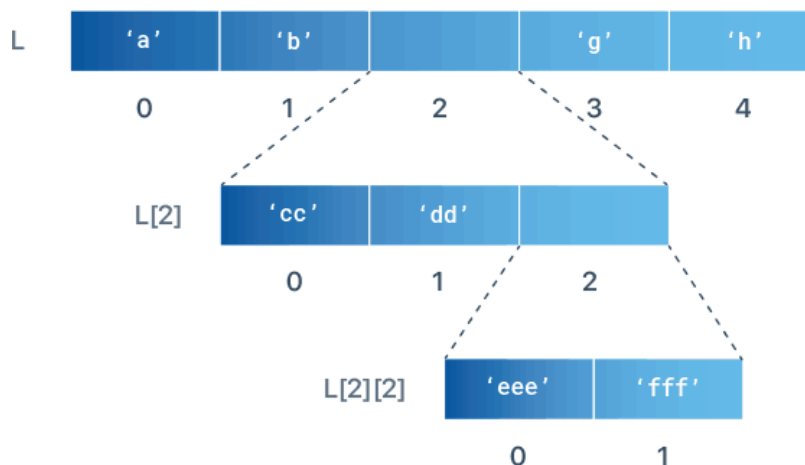 L ‘a’ ‘b’ ‘g’ ‘h’
0 1 2 3 4
L[2] ‘cc’ ‘dd’
0 1 2
L[2][2] ‘eee’ ‘fff’
0 1